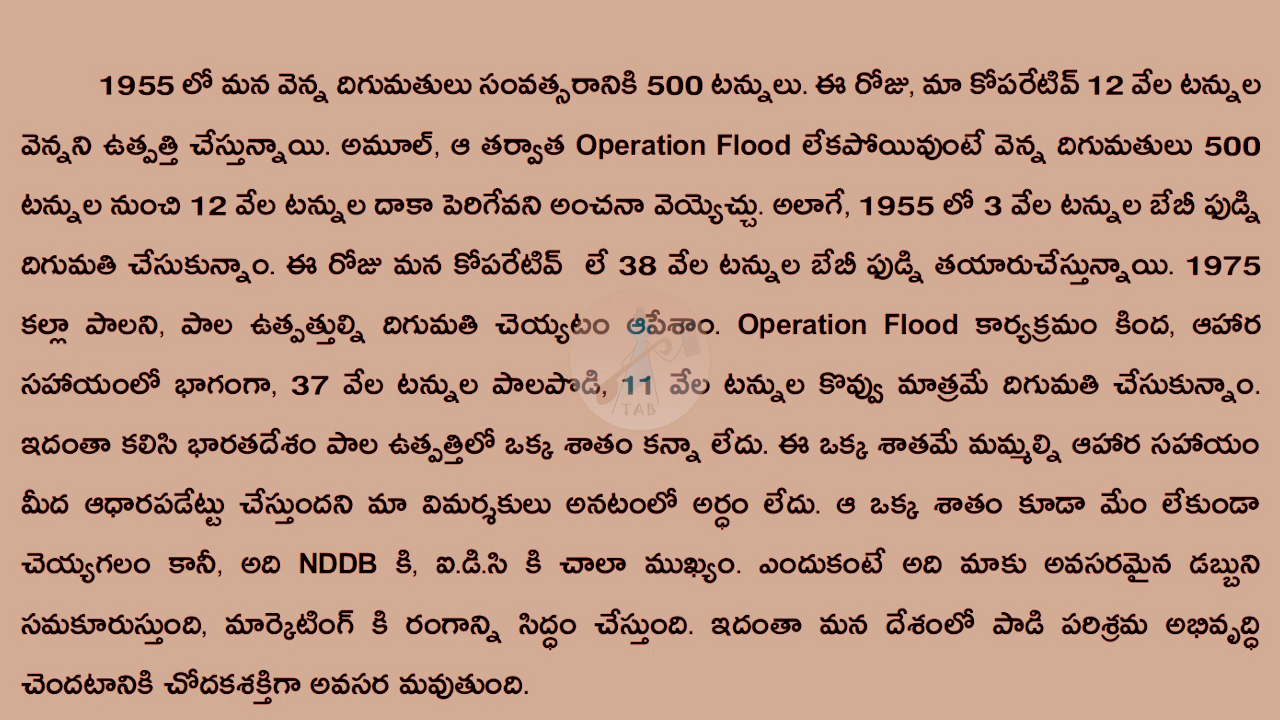 1955 లో మన వెన్న దిగుమతులు సంవత్సరానికి 500 టన్నులు. ఈ రోజు, మా కోపరేటివ్ 12 వేల టన్నుల
వెన్నని ఉత్పత్తి చేస్తున్నాయి. అమూల్, ఆ తర్వాత Operation Flood లేకపోయివుంటే వెన్న దిగుమతులు 500
టన్నుల నుంచి 12 వేల టన్నుల దాకా పెరిగేవని అంచనా వెయ్యొచ్చు. అలాగే, 1955 లో 3 వేల టన్నుల బేబీ ఫుడ్ని
దిగుమతి చేసుకున్నాం. ఈ రోజు మన కోపరేటివ్ లే 38 వేల టన్నుల బేబీ ఫుడ్ని తయారుచేస్తున్నాయి. 1975
కల్లా పాలని, పాల ఉత్పత్తుల్ని దిగుమతి చెయ్యటం ఆపేశాం. Operation Flood కార్యక్రమం కింద, ఆహార
సహాయంలో భాగంగా, 37 వేల టన్నుల పాలపొడి, 11 వేల టన్నుల కొవ్వు మాత్రమే దిగుమతి చేసుకున్నాం.
ఇదంతా కలిసి భారతదేశం పాల ఉత్పత్తిలో ఒక్క శాతం కన్నా లేదు. ఈ ఒక్క శాతమే మమ్మల్ని ఆహార సహాయం
మీద ఆధారపడేట్టు చేస్తుందని మా విమర్శకులు అనటంలో అర్ధం లేదు. ఆ ఒక్క శాతం కూడా మేం లేకుండా
చెయ్యగలం కానీ, అది NDDB కి, ఐ.డి.సి కి చాలా ముఖ్యం. ఎందుకంటే అది మాకు అవసరమైన డబ్బుని
సమకూరుస్తుంది, మార్కెటింగ్ కి రంగాన్ని సిద్ధం చేస్తుంది. ఇదంతా మన దేశంలో పాడి పరిశ్రమ అభివృద్ధి
చెందటానికి చోదకశక్తిగా అవసర మవుతుంది.
TAB